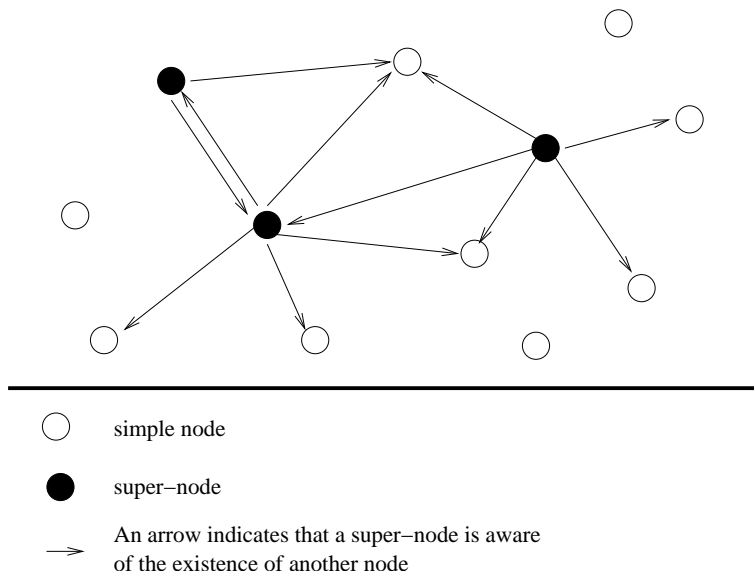 simple node
super−node
An arrow indicates that a super−node is aware
of the existence of another node